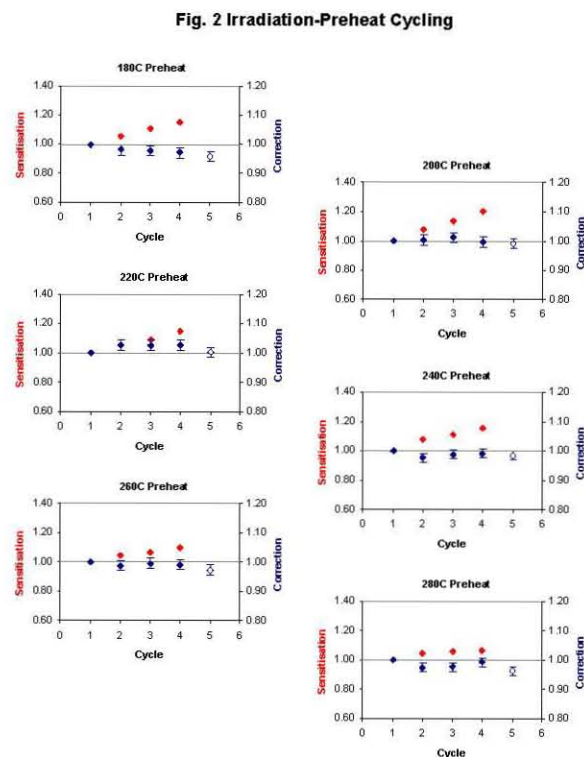 Fig. 2 Irradiation-Preheat Cycling
180C Preheat
1.40 1.20
1.20 1.10
1.00 1.00
0.80 0.90
0.60 0.80
0 1 2 3 4 5 6
Sensitisation
Correction
Cycle
200C Preheat
1.40 1.20
1.20 1.10
1.00 1.00
0.80 0.90
0.60 0.80
0 1 2 3 4 5 6
Sensitisation
Correction
Cycle
220C Preheat
1.40 1.20
1.20 1.10
1.00 1.00
0.80 0.90
0.60 0.80
0 1 2 3 4 5 6
Sensitisation
Correction
Cycle
240C Preheat
1.40 1.20
1.20 1.10
1.00 1.00
0.80 0.90
0.60 0.80
0 1 2 3 4 5 6
Sensitisation
Correction
Cycle
260C Preheat
1.40 1.20
1.20 1.10
1.00 1.00
0.80 0.90
0.60 0.80
0 1 2 3 4 5 6
Sensitisation
Correction
Cycle
280C Preheat
1.40 1.20
1.20 1.10
1.00 1.00
0.80 0.90
0.60 0.80
0 1 2 3 4 5 6
Sensitisation
Correction
Cycle